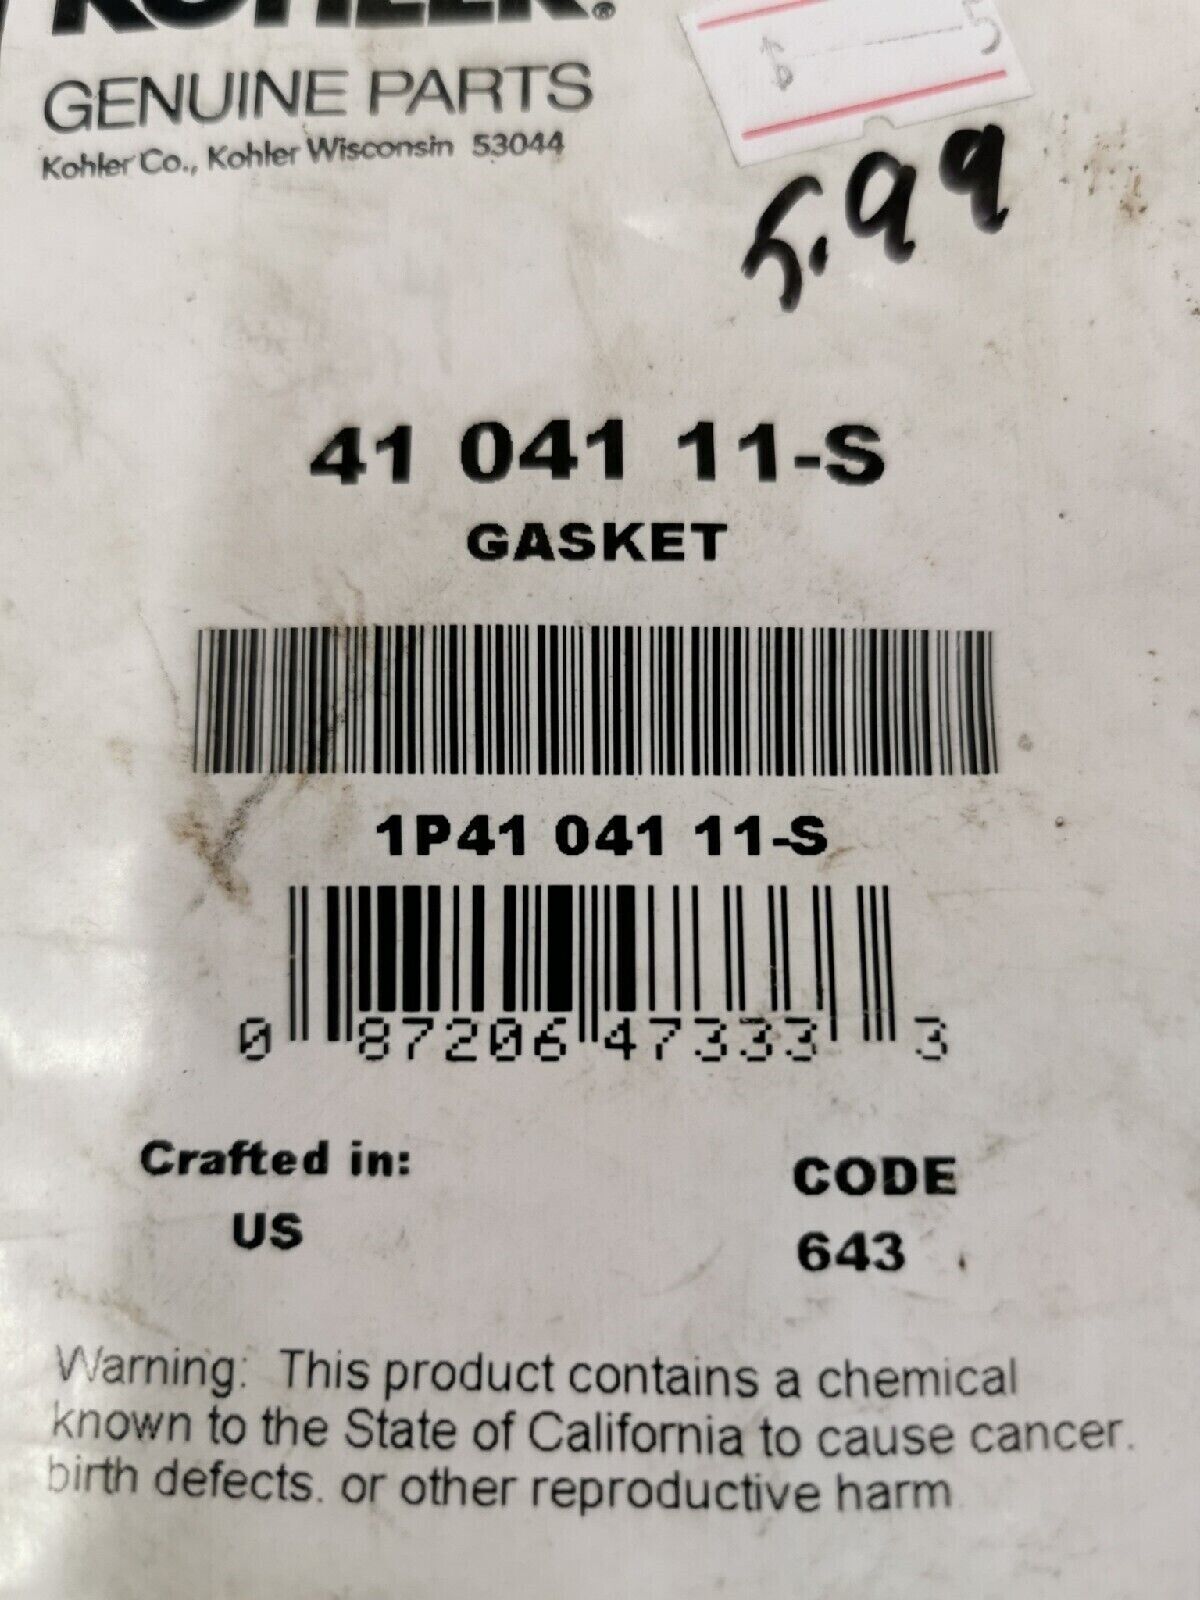 KOHLER®
GENUINE PARTS
Kohler Co., Kohler Wisconsin 53044
5.99
41 041 11-S
GASKET
1P41 041 11-S
0 87206 47333 3
Crafted in:
US
CODE
643
Warning: This product contains a chemical
known to the State of California to cause cancer.
birth defects. or other reproductive harm